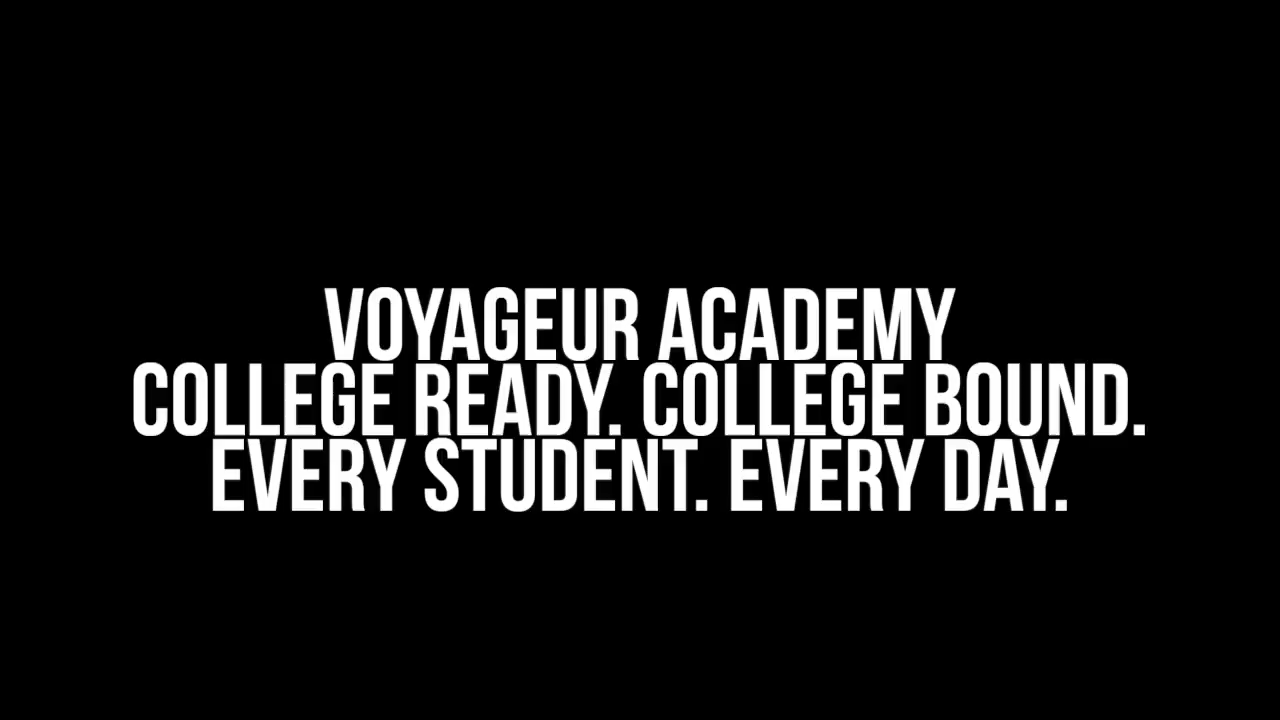 VOYAGEUR ACADEMY
COLLEGE READY. COLLEGE BOUND.
EVERY STUDENT. EVERY DAY.